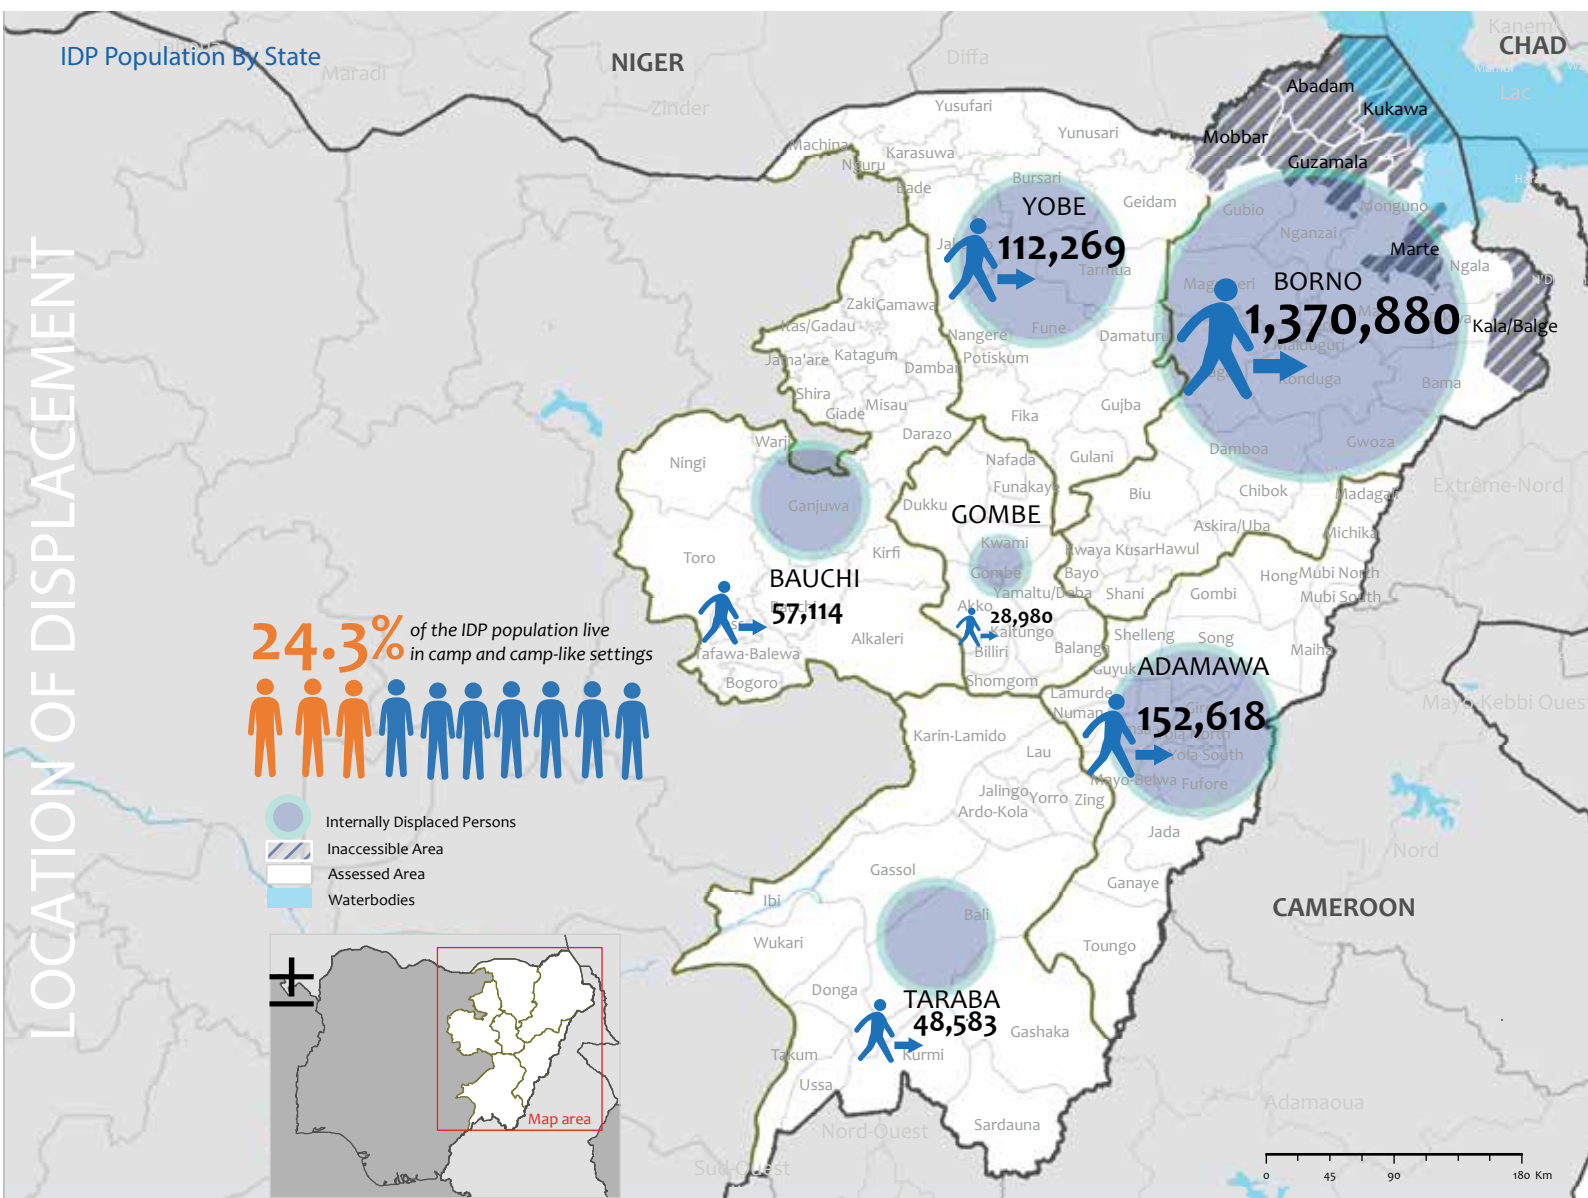 IDP Population By State
LOCATION OF DISPLACEMENT
NIGER
CHAD
CAMEROON
Maradi
Zinder
Diffa
Kanem
Lac
Abadam
Kukawa
Mobbar
Guzamala
Yusufari
Yunusari
Machina
Nguru
Karasuwa
Bade
Bursari
Geidam
YOBE
112,269
Tarmua
Gubio
Monguno
Nganzai
Marte
Ngala
BORNO
1,370,880
Kala/Balge
Zaki
Gamawa
Itas/Gadau
Jama'are
Katagum
Dambam
Nangere
Fune
Potiskum
Damaturu
Konduga
Bama
Shira
Giade
Misau
Darazo
Fika
Gujba
Gulani
Damboa
Gwoza
Warji
Ningi
Ganjuwa
Nafada
Funakaye
Dukku
GOMBE
Kwami
Gombe
Biu
Chibok
Madagali
Askira/Uba
Michika
Extrême-Nord
Toro
Kirfi
Kwaya Kusar
Hawul
Bayo
Yamaltu/Deba
Shani
Gombi
Hong
Mubi North
Mubi South
BAUCHI
57,114
Alkaleri
Akko
28,980
Kaltungo
Billiri
Balanga
Shomgom
Shelleng
Song
Maiha
Guyuk
Tafawa-Balewa
Bogoro
ADAMAWA
152,618
Lamurde
Numan
Yola South
Mayo-Belwa
Fufore
Mayo-Kebbi Ouest
24.3%
of the IDP population live
in camp and camp-like settings
Karin-Lamido
Lau
Jalingo
Yorro
Zing
Ardo-Kola
Jada
Nord
Gassol
Ganaye
Ibi
Bali
Wukari
Toungo
Donga
TARABA
48,583
Gashaka
Takum
Kurmi
Ussa
Sardauna
Nord-Ouest
Sud-Ouest
Adamaoua
Internally Displaced Persons
Inaccessible Area
Assessed Area
Waterbodies
Map area
0 45 90 180 Km